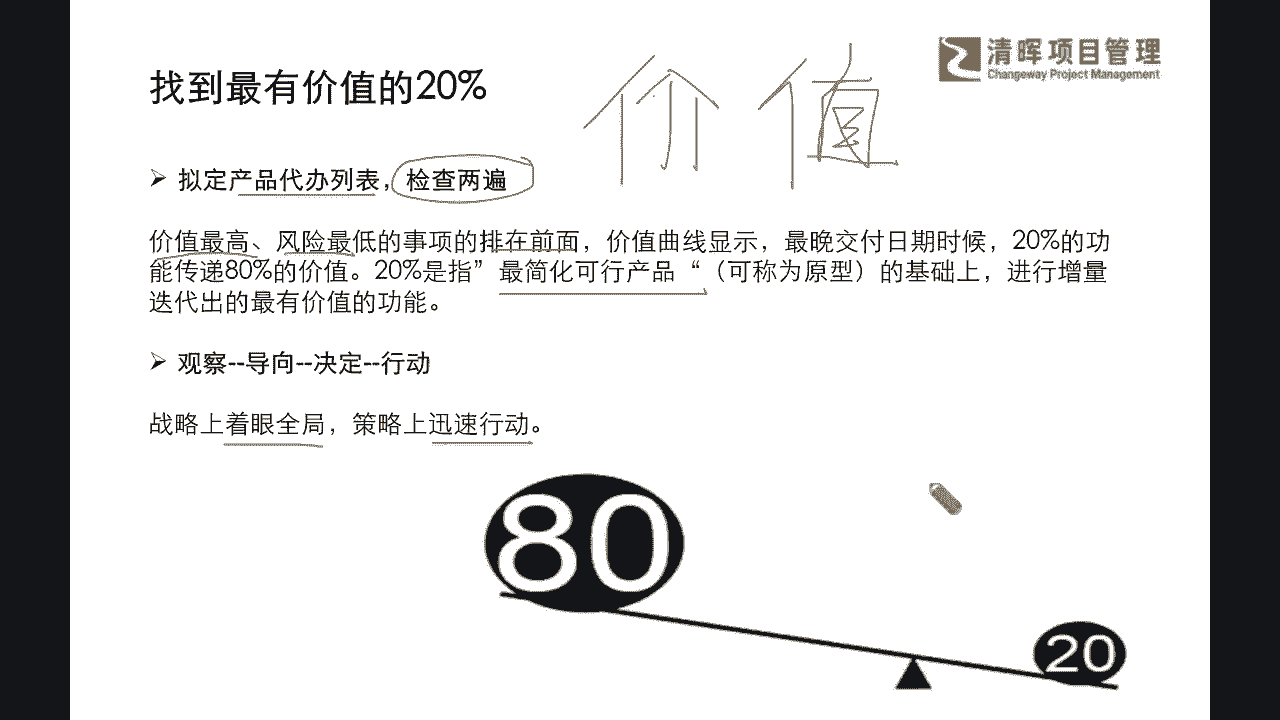 清晖项目管理
Changeway Project Management
找到最有价值的20%
价值
➢ 拟定产品代办列表，检查两遍
价值最高、风险最低的事项的排在前面，价值曲线显示，最晚交付日期时候，20%的功
能传递80%的价值。20%是指”最简化可行产品“（可称为原型）的基础上，进行增量
迭代出的最有价值的功能。
➢ 观察--导向--决定--行动
战略上着眼全局，策略上迅速行动。
80
20